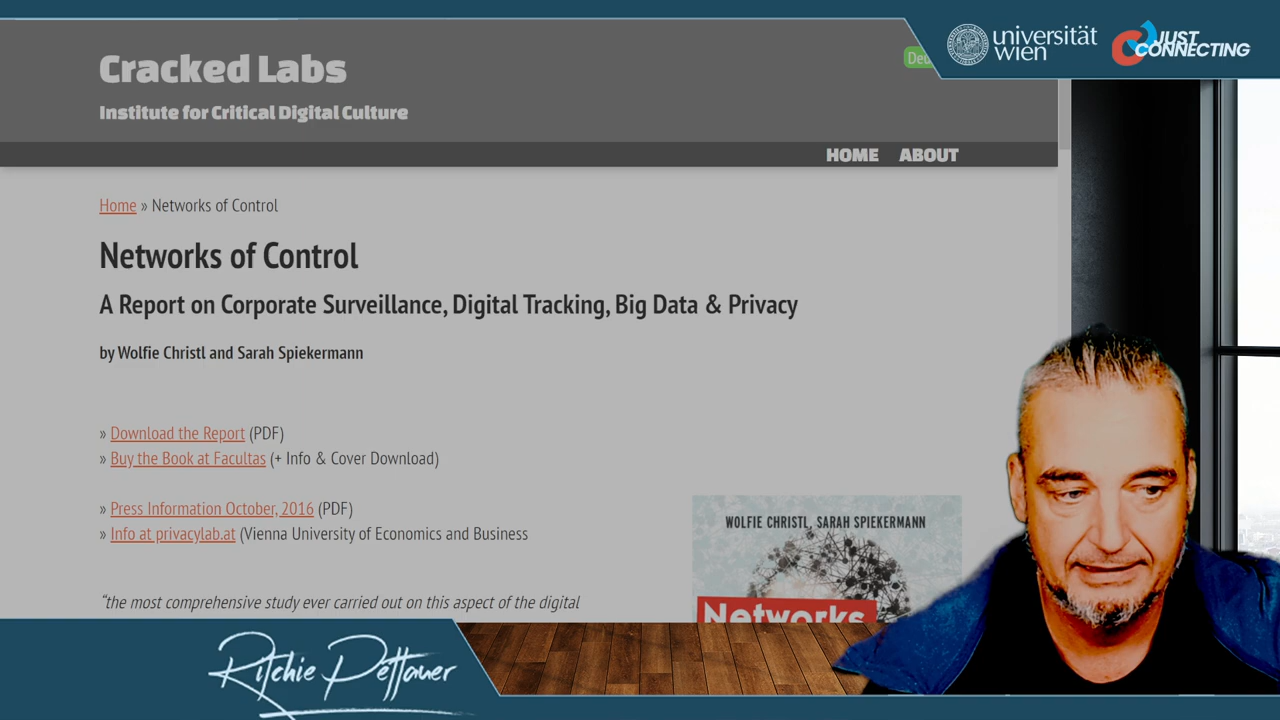 universität
wien
JUST
CONNECTING
Cracked Labs
Institute for Critical Digital Culture
HOME ABOUT
Home » Networks of Control
Networks of Control
A Report on Corporate Surveillance, Digital Tracking, Big Data & Privacy
by Wolfie Christl and Sarah Spiekermann
» Download the Report (PDF)
» Buy the Book at Facultas (+ Info & Cover Download)
» Press Information October, 2016 (PDF)
» Info at privacylab.at (Vienna University of Economics and Business
“the most comprehensive study ever carried out on this aspect of the digital
WOLFIE CHRISTL, SARAH SPIEKERMANN
Networks
Ritchie Pettauer